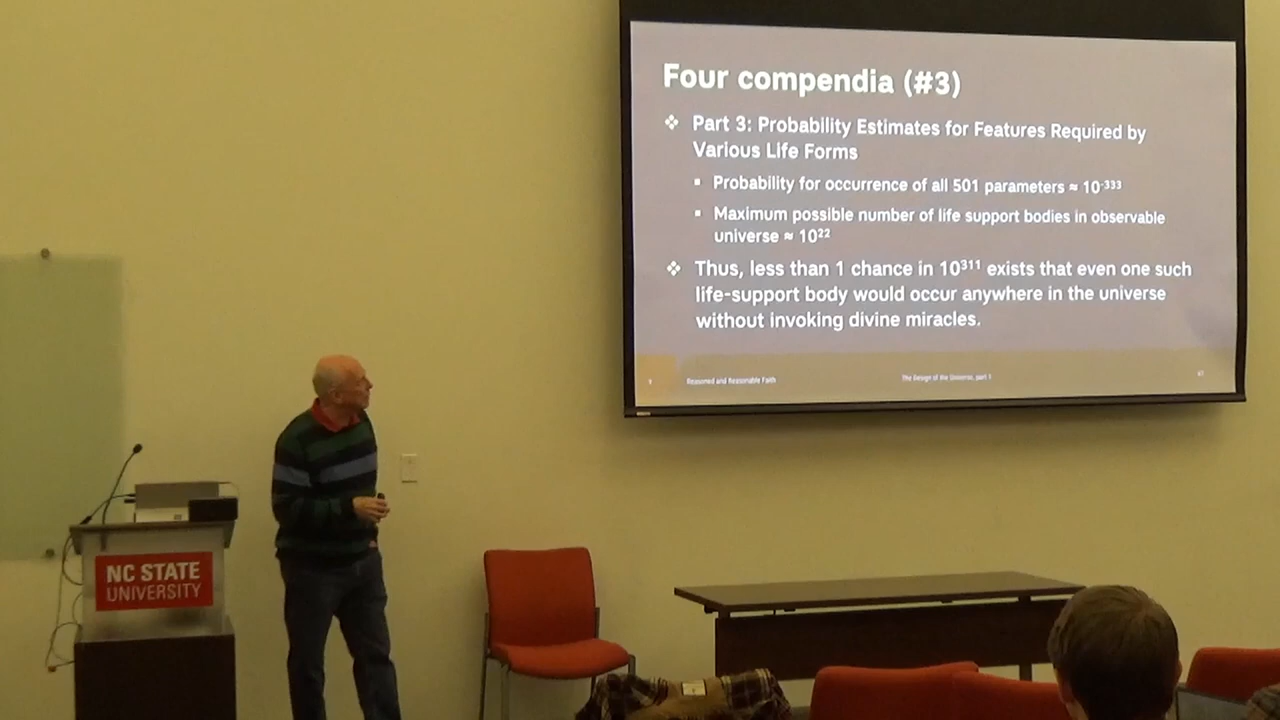 Four compendia (#3)
❖ Part 3: Probability Estimates for Features Required by
Various Life Forms
▪ Probability for occurrence of all 501 parameters ≈ 10⁻³³³
▪ Maximum possible number of life support bodies in observable
universe ≈ 10²²
❖ Thus, less than 1 chance in 10³¹¹ exists that even one such
life-support body would occur anywhere in the universe
without invoking divine miracles.
Reasoned and Reasonable Faith
The Design of the Universe, part 1
NC STATE
UNIVERSITY